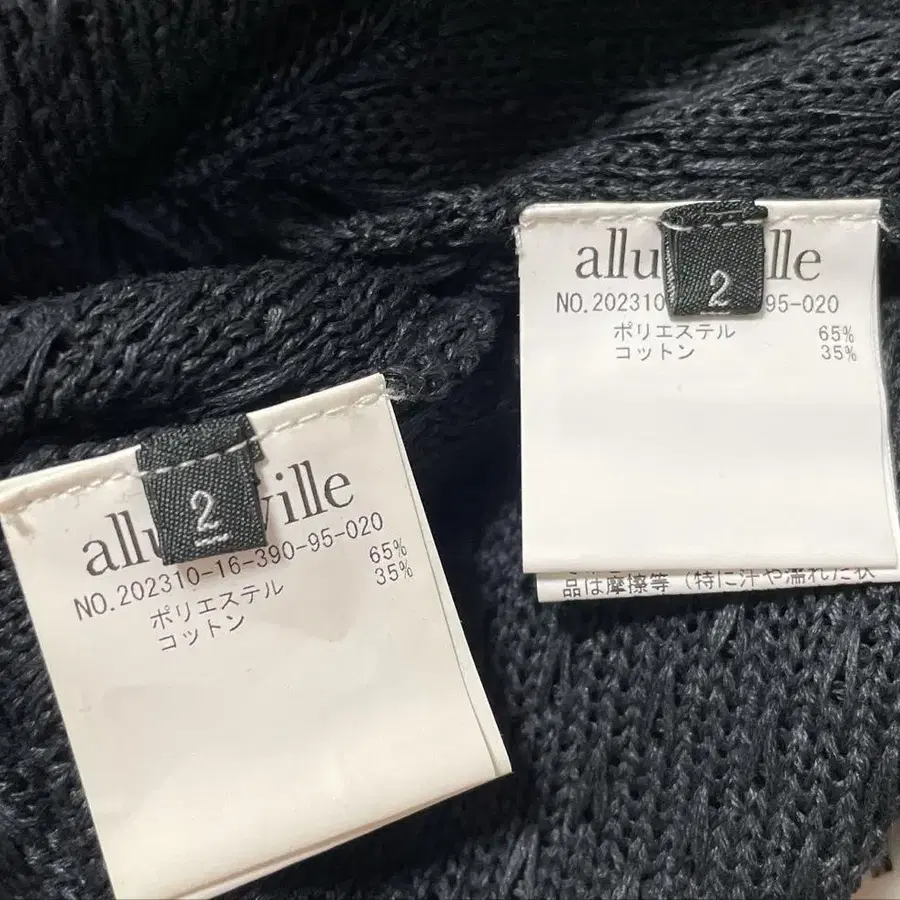 2
allu ville
NO.202310-16-390-95-020
ポリエステル 65%
コットン 35%
2
allu lle
NO.202310 95-020
ポリエステル 65%
コットン 35%
品は摩擦等(特に汗や濡れた状